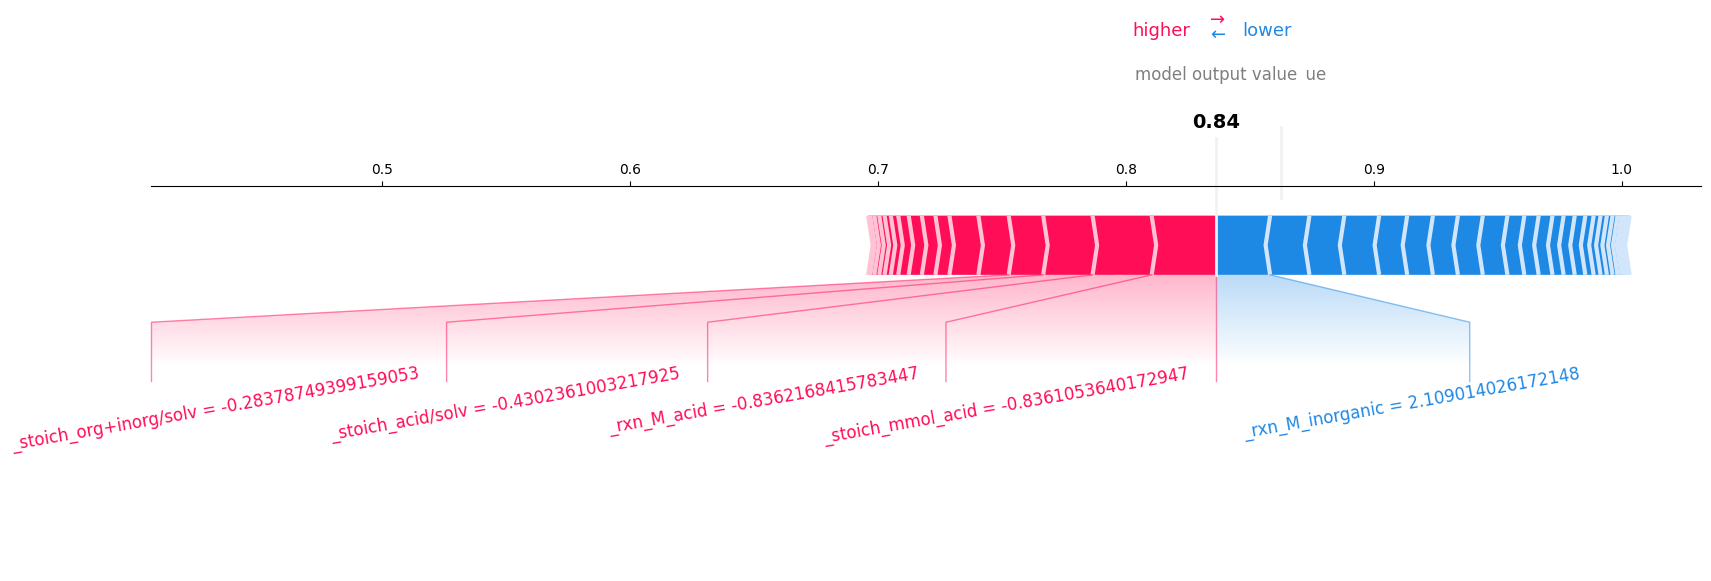 higher → ← lower
model output value ue
0.84
0.5 0.6 0.7 0.8 0.9 1.0
_stoich_org+inorg/solv = -0.28378749399159053
_stoich_acid/solv = -0.4302361003217925
_rxn_M_acid = -0.8362168415783447
_stoich_mmol_acid = -0.8361053640172947
_rxn_M_inorganic = 2.109014026172148